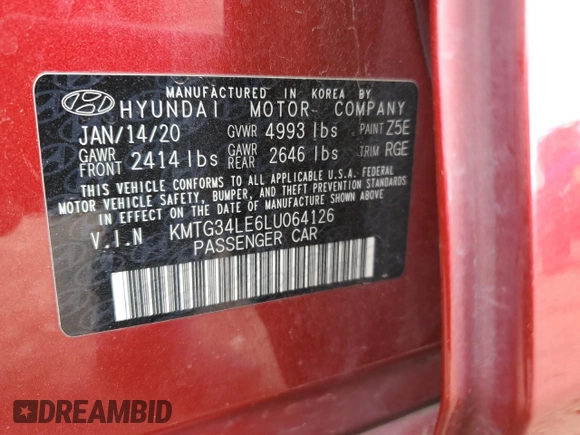 MANUFACTURED IN KOREA BY
HYUNDAI MOTOR COMPANY
JAN/14/20 GVWR 4993 lbs PAINT Z5E
GAWR FRONT 2414 lbs GAWR REAR 2646 lbs TRIM RGE
THIS VEHICLE CONFORMS TO ALL APPLICABLE U.S.A. FEDERAL
MOTOR VEHICLE SAFETY, BUMPER, AND THEFT PREVENTION STANDARDS
IN EFFECT ON THE DATE OF MANUFACTURE SHOWN ABOVE.
V.I.N KMTG34LE6LU064126
PASSENGER CAR
DREAMBID